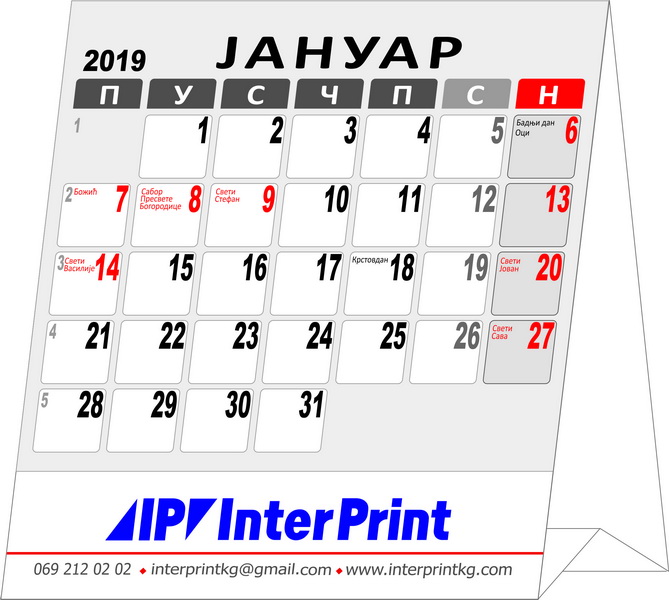 2019 ЈАНУАР
П У С Ч П С Н
1 1 2 3 4 5 Бадњи дан
Оци 6
2 Божић 7 Сабор
Пресвете
Богородице 8 Свети
Стефан 9 10 11 12 13
3 Свети
Василије 14 15 16 17 Крстовдан 18 19 Свети
Јован 20
4 21 22 23 24 25 26 Свети
Сава 27
5 28 29 30 31
IP Inter Print
069 212 02 02 ♦ interprintkg@gmail.com ♦ www.interprintkg.com